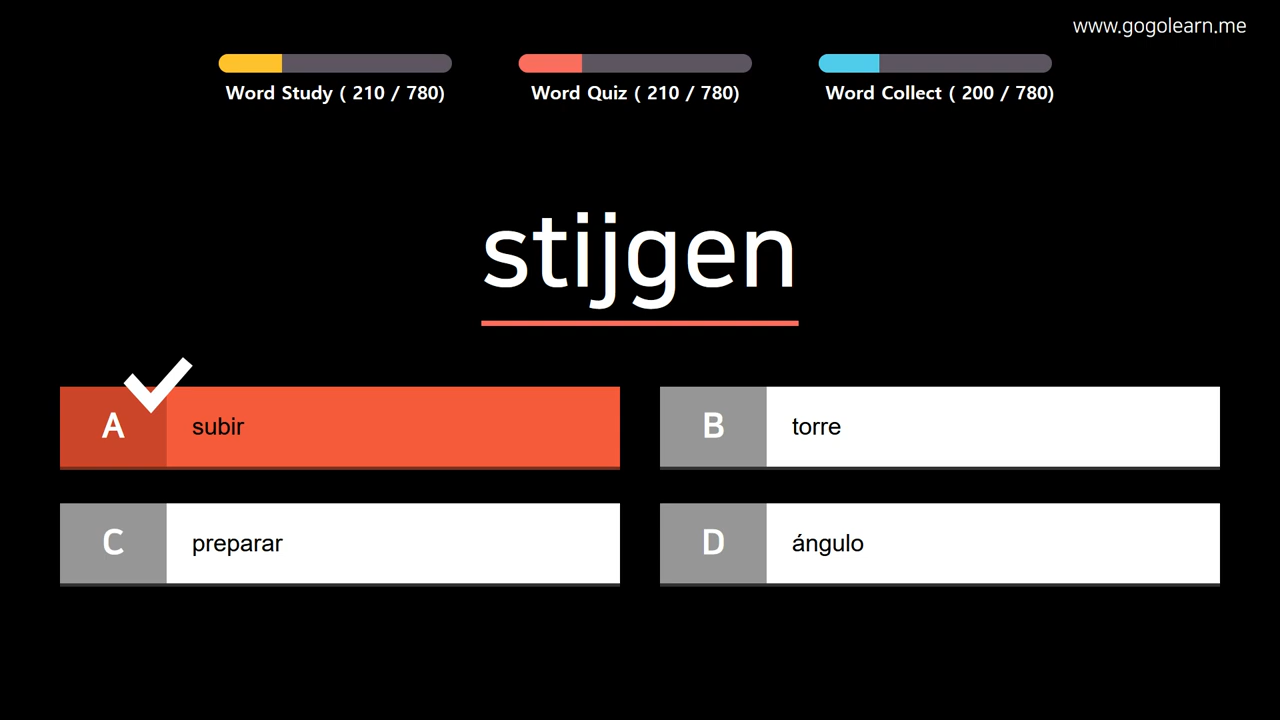 www.gogolearn.me
Word Study ( 210 / 780)
Word Quiz ( 210 / 780)
Word Collect ( 200 / 780)
stijgen
A subir
B torre
C preparar
D ángulo